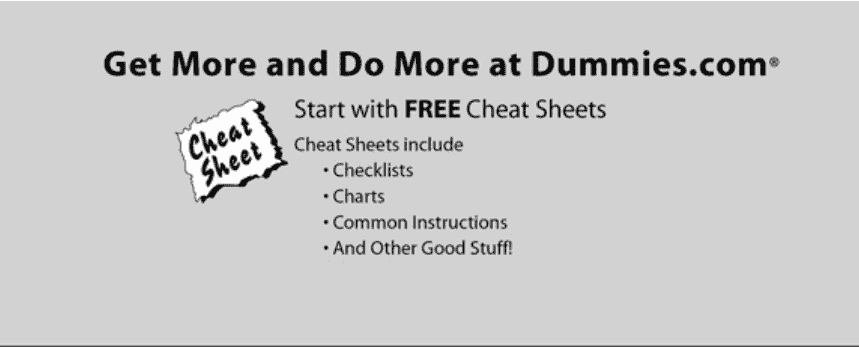 Get More and Do More at Dummies.com®
Start with FREE Cheat Sheets
Cheat
Sheet
Cheat Sheets include
• Checklists
• Charts
• Common Instructions
• And Other Good Stuff!